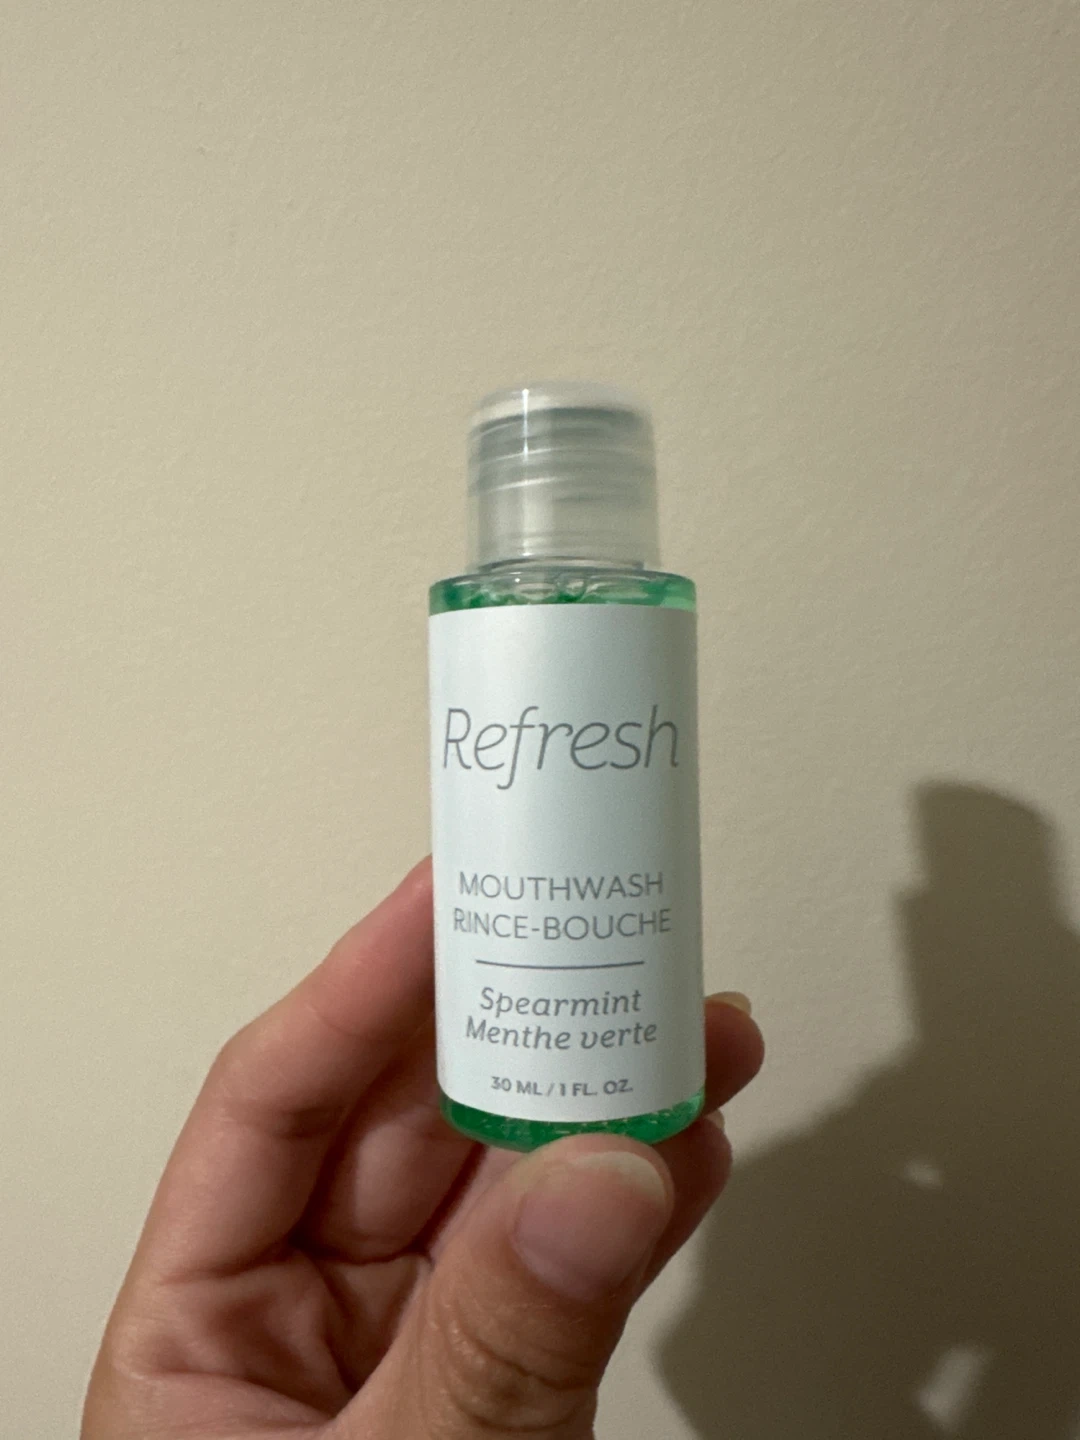 Refresh
MOUTHWASH
RINCE-BOUCHE
Spearmint
Menthe verte
30 ML / 1 FL. OZ.